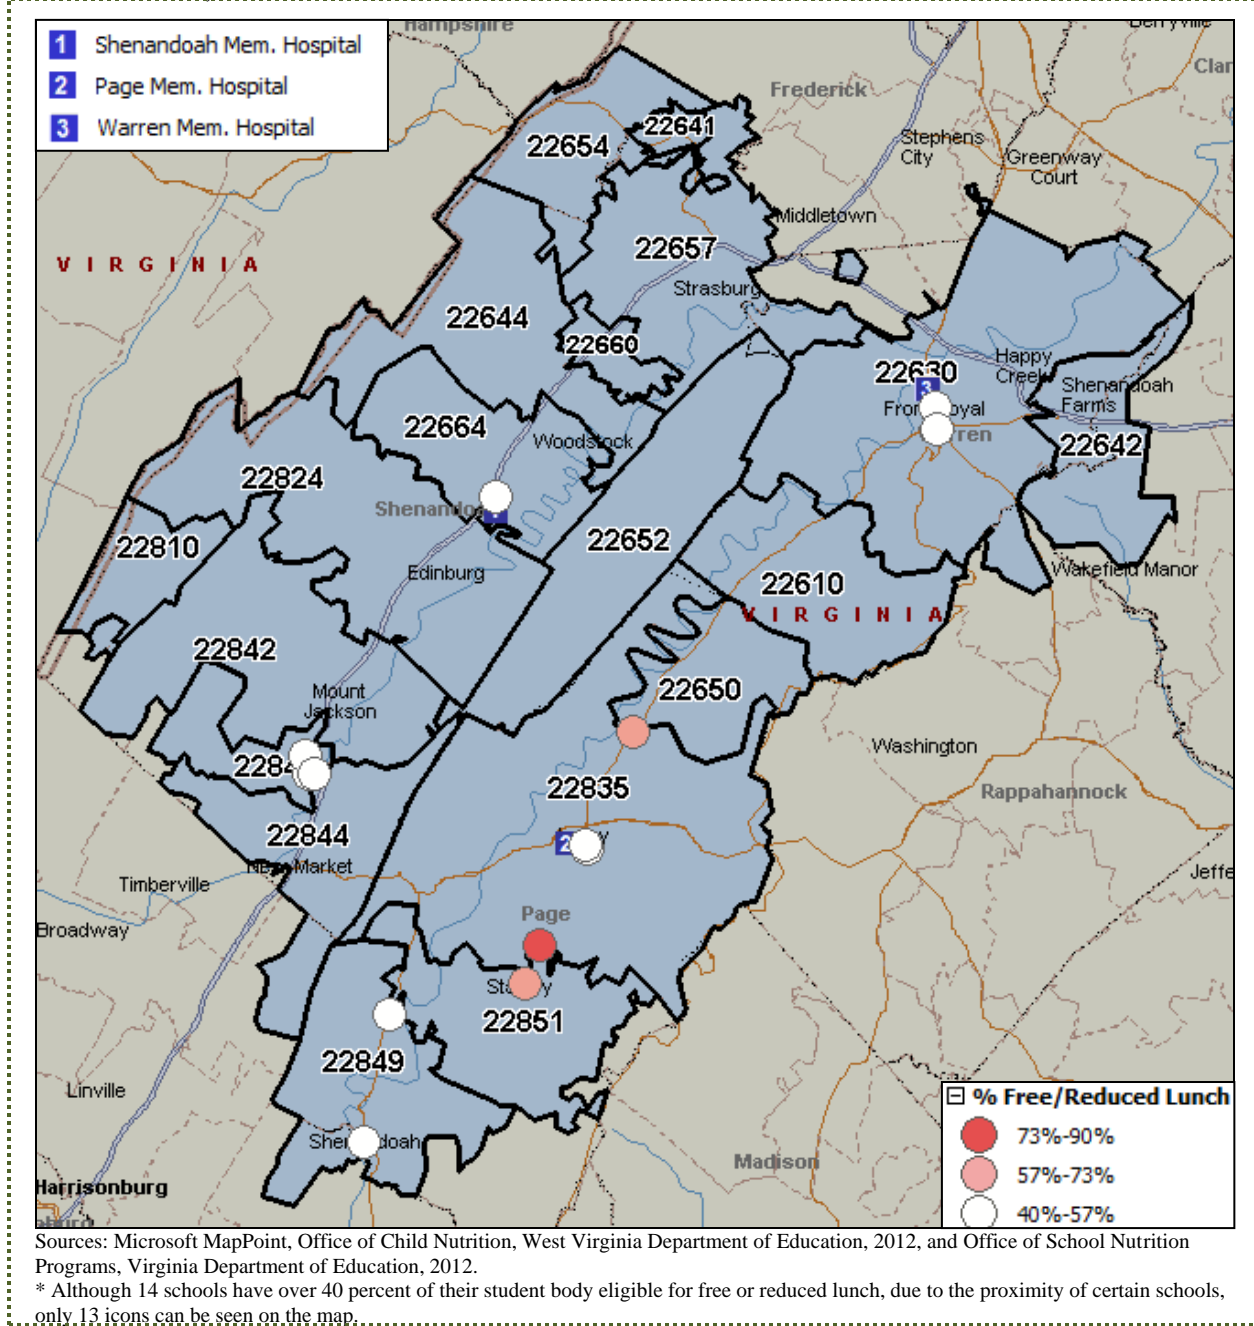 1 Shenandoah Mem. Hospital
2 Page Mem. Hospital
3 Warren Mem. Hospital
Hampshire
Berryville
Clar
Frederick
22641
22654
Stephens
City
Greenway
Court
Middletown
VIRGINIA
22657
Strasburg
22644
22660
Happy
Creek
22630
3
Shenandoah
Farms
22664
Woodstock
22642
22824
22652
22810
Edinburg
Wakefield Manor
22610
VIRGINIA
22842
22650
Mount
Jackson
Washington
22835
Rappahannock
22844
2
Market
Timberville
Jeffe
Broadway
Page
22851
22849
Linville
Madison
Harrisonburg
% Free/Reduced Lunch
73%-90%
57%-73%
40%-57%
Sources: Microsoft MapPoint, Office of Child Nutrition, West Virginia Department of Education, 2012, and Office of School Nutrition
Programs, Virginia Department of Education, 2012.
* Although 14 schools have over 40 percent of their student body eligible for free or reduced lunch, due to the proximity of certain schools,
only 13 icons can be seen on the map.